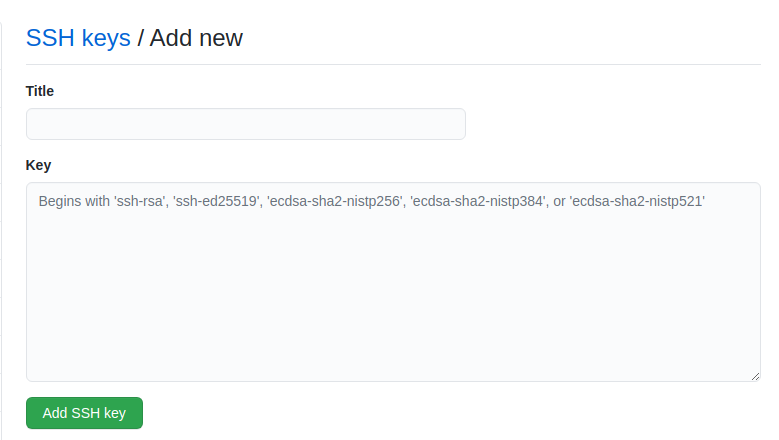 SSH keys / Add new
Title
Key
Begins with 'ssh-rsa', 'ssh-ed25519', 'ecdsa-sha2-nistp256', 'ecdsa-sha2-nistp384', or 'ecdsa-sha2-nistp521'
Add SSH key